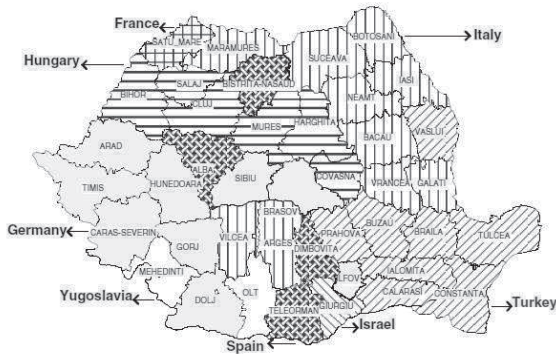 France
BOTOSANI
Italy
SATU_MARE
MARAMURES
SUCEAVA
Hungary
SALAJ
BISTRITA-NASAUD
IASI
BIHOR
CLUJ
NEAMT
MURES
HARGHITA
BACAU
VASLUI
ARAD
ALBA
COVASNA
TIMIS
HUNEDOARA
SIBIU
VRANCEA
GALATI
BRASOV
Germany
CARAS-SEVERIN
GORJ
VILCEA
ARGES
PRAHOVA
BUZAU
BRAILA
TULCEA
DIMBOVITA
MEHEDINTI
ILFOV
IALOMITA
Yugoslavia
DOLJ
OLT
TELEORMAN
GIURGIU
CALARASI
CONSTANTA
Turkey
Israel
Spain